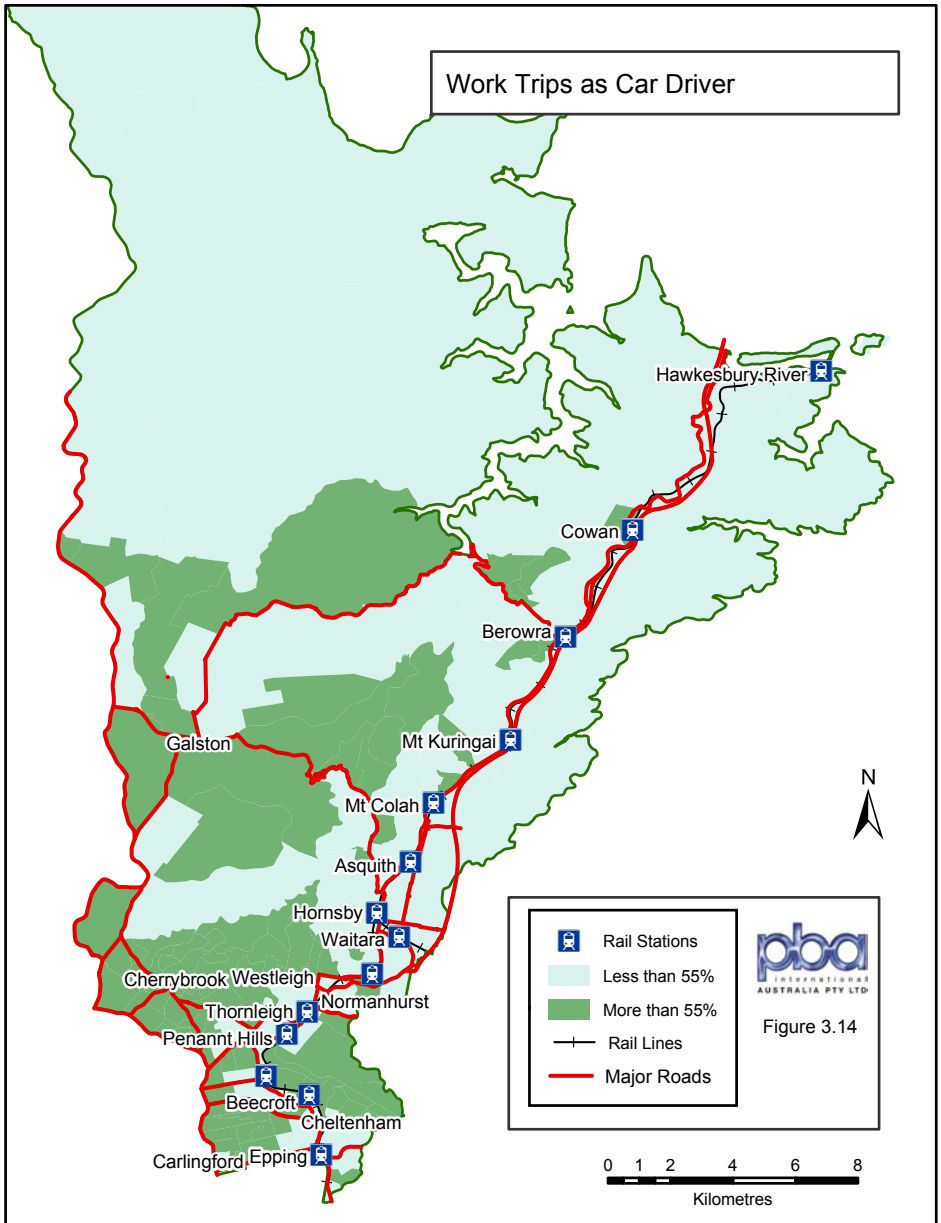 Work Trips as Car Driver
Hawkesbury River
Cowan
Berowra
Mt Kuringai
Galston
Mt Colah
Asquith
Hornsby
Waitara
Cherrybrook
Westleigh
Normanhurst
Thornleigh
Penannt Hills
Beecroft
Cheltenham
Carlingford
Epping
N
Rail Stations
Less than 55%
More than 55%
Rail Lines
Major Roads
pba
international
AUSTRALIA PTY LTD
Figure 3.14
0 1 2 4 6 8
Kilometres